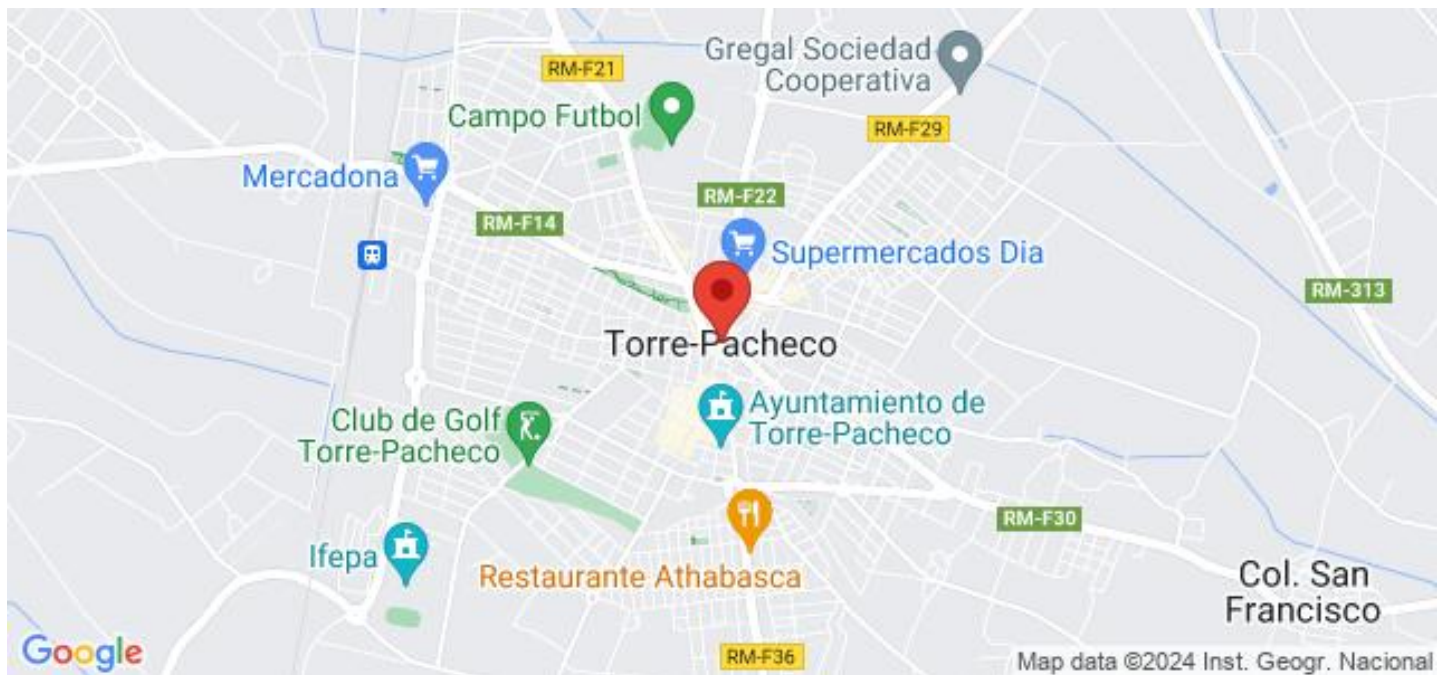 RM-F21
Gregal Sociedad
Cooperativa
Campo Futbol
RM-F29
Mercadona
RM-F22
RM-F14
Supermercados Dia
RM-313
Torre-Pacheco
Club de Golf
Torre-Pacheco
Ayuntamiento de
Torre-Pacheco
RM-F30
Ifepa
Restaurante Athabasca
Col. San
Francisco
Google
RM-F36
Map data ©2024 Inst. Geogr. Nacional